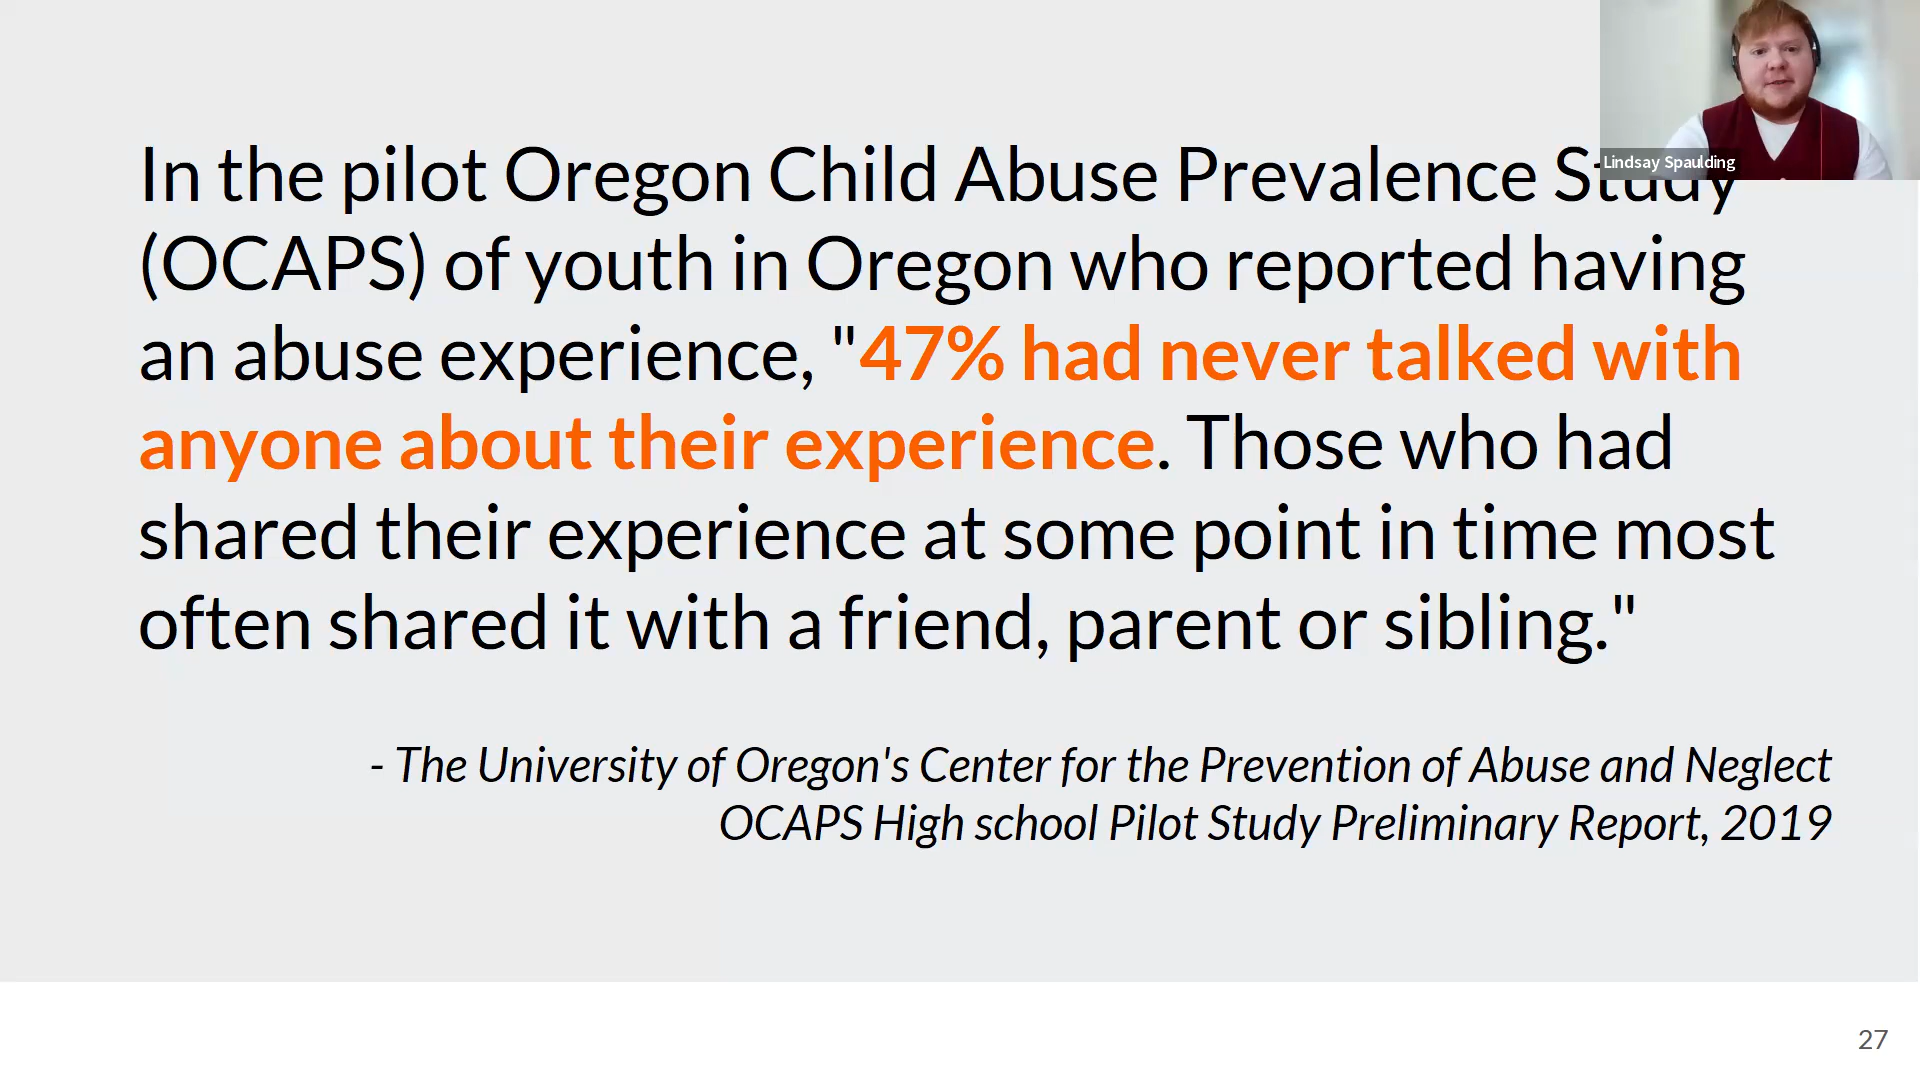 Lindsay Spaulding
In the pilot Oregon Child Abuse Prevalence Study
(OCAPS) of youth in Oregon who reported having
an abuse experience, "47% had never talked with
anyone about their experience. Those who had
shared their experience at some point in time most
often shared it with a friend, parent or sibling."
- The University of Oregon's Center for the Prevention of Abuse and Neglect
OCAPS High school Pilot Study Preliminary Report, 2019
27